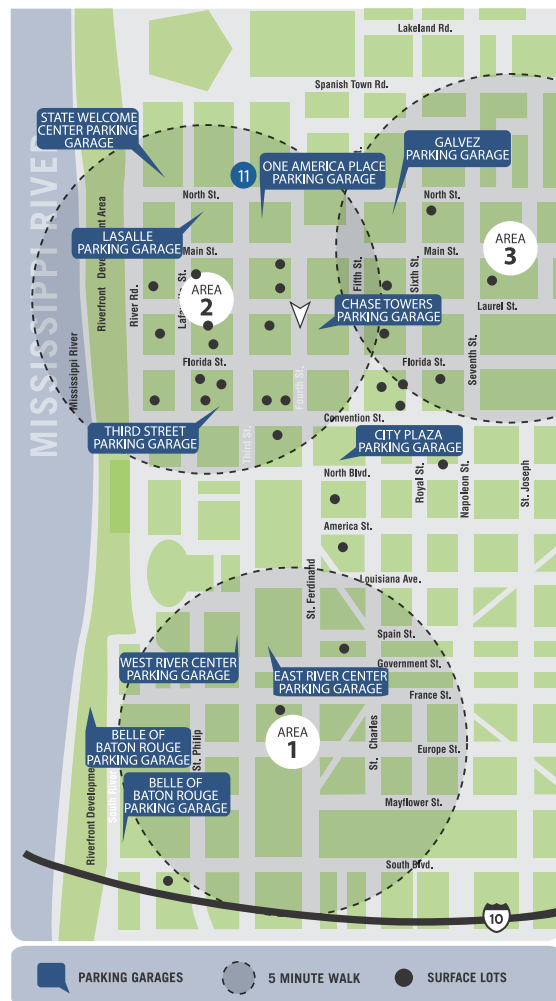 Lakeland Rd.
Spanish Town Rd.
STATE WELCOME
CENTER PARKING
GARAGE
MISSISSIPPI RIVER
11
ONE AMERICA PLACE
PARKING GARAGE
GALVEZ
PARKING GARAGE
North St.
North St.
Riverfront Development Area
LASALLE
PARKING GARAGE
Main St.
Main St.
AREA
3
River Rd.
AREA
2
Fifth St.
Sixth St.
Laurel St.
CHASE TOWERS
PARKING GARAGE
Mississippi River
Florida St.
Florida St.
Seventh St.
Fourth St.
THIRD STREET
PARKING GARAGE
Third St.
Convention St.
CITY PLAZA
PARKING GARAGE
North Blvd.
Royal St.
Napoleon St.
St. Joseph
America St.
Louisiana Ave.
St. Ferdinand
Spain St.
WEST RIVER CENTER
PARKING GARAGE
EAST RIVER CENTER
PARKING GARAGE
Government St.
France St.
BELLE OF
BATON ROUGE
PARKING GARAGE
St. Philip
AREA
1
St. Charles
Europe St.
BELLE OF
BATON ROUGE
PARKING GARAGE
Mayflower St.
Riverfront Developme
South River
South Blvd.
10
PARKING GARAGES
5 MINUTE WALK
SURFACE LOTS